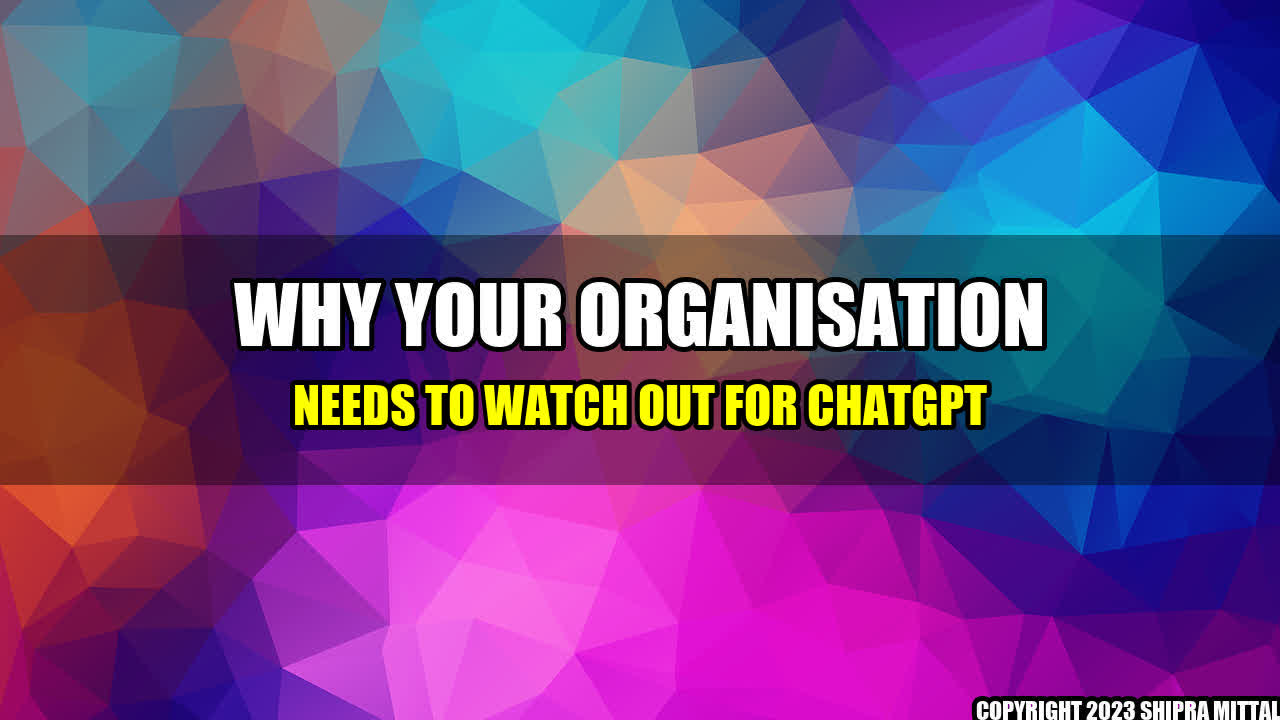 WHY YOUR ORGANISATION
NEEDS TO WATCH OUT FOR CHATGPT
COPYRIGHT 2023 SHIPRA MITTAL